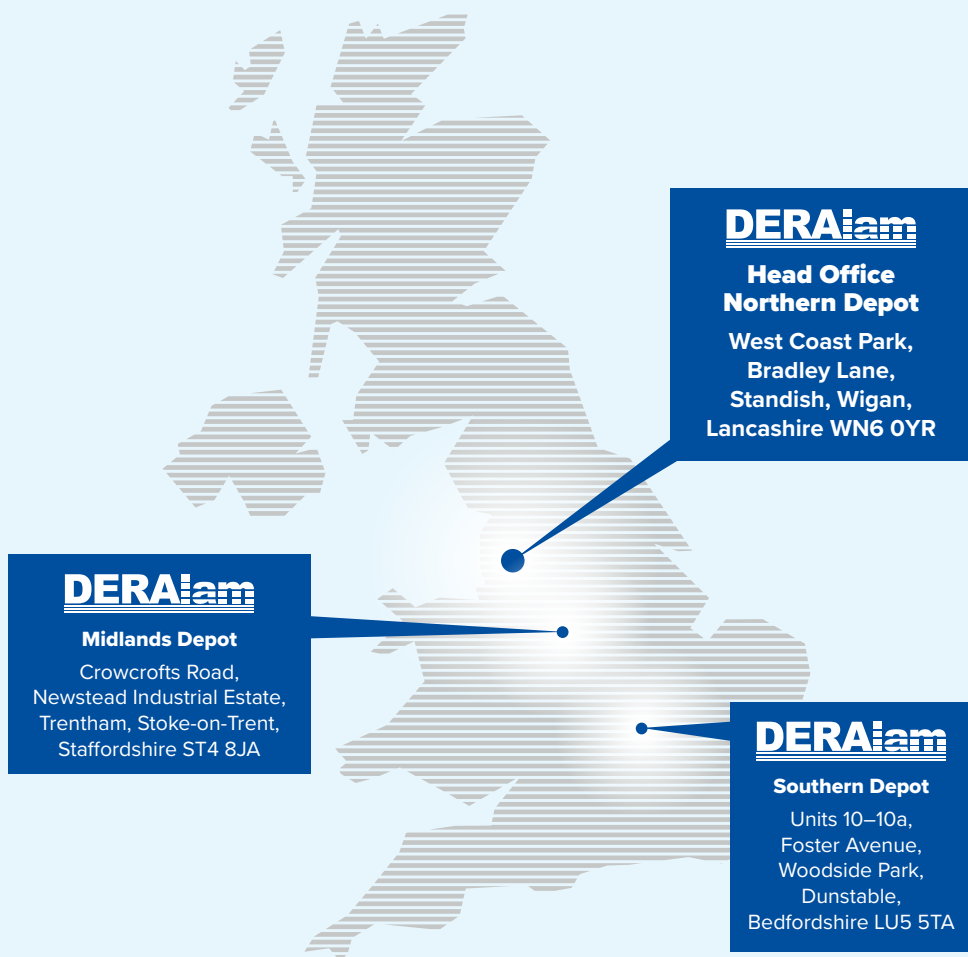 DERAlam
Head Office
Northern Depot
West Coast Park,
Bradley Lane,
Standish, Wigan,
Lancashire WN6 0YR
DERAlam
Midlands Depot
Crowcrofts Road,
Newstead Industrial Estate,
Trentham, Stoke-on-Trent,
Staffordshire ST4 8JA
DERAlam
Southern Depot
Units 10–10a,
Foster Avenue,
Woodside Park,
Dunstable,
Bedfordshire LU5 5TA